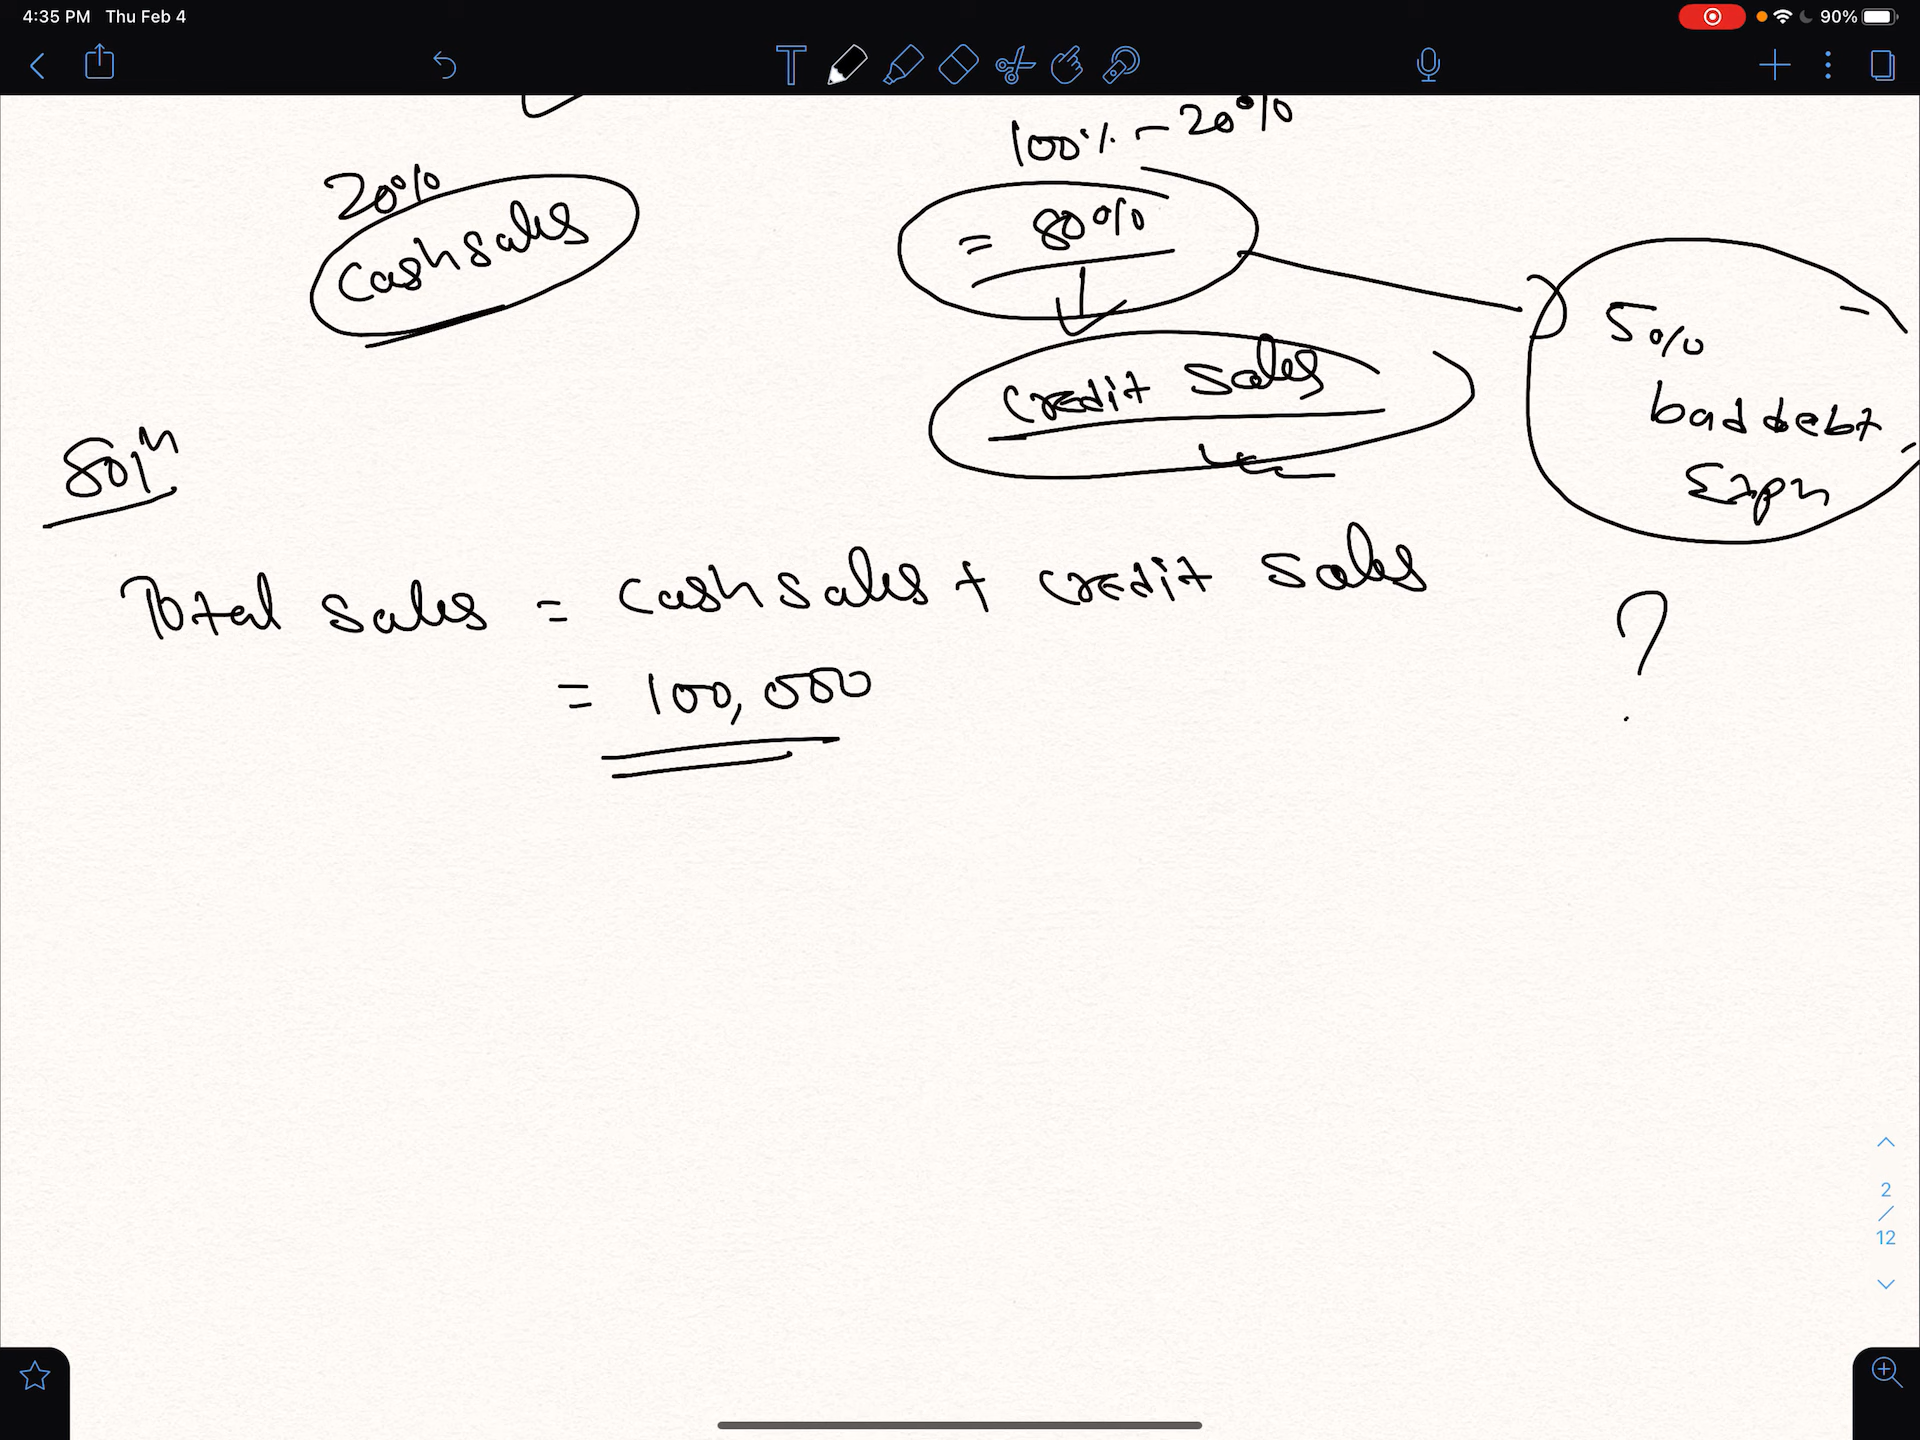 4:35 PM Thu Feb 4
90%
T
100% - 20%
20%
Cash sales
= 80%
Credit Sales
5%
bad debt
Expn
Sol^n
Total sales = Cash sales + Credit Sales
= 100,000
?
2
/
12